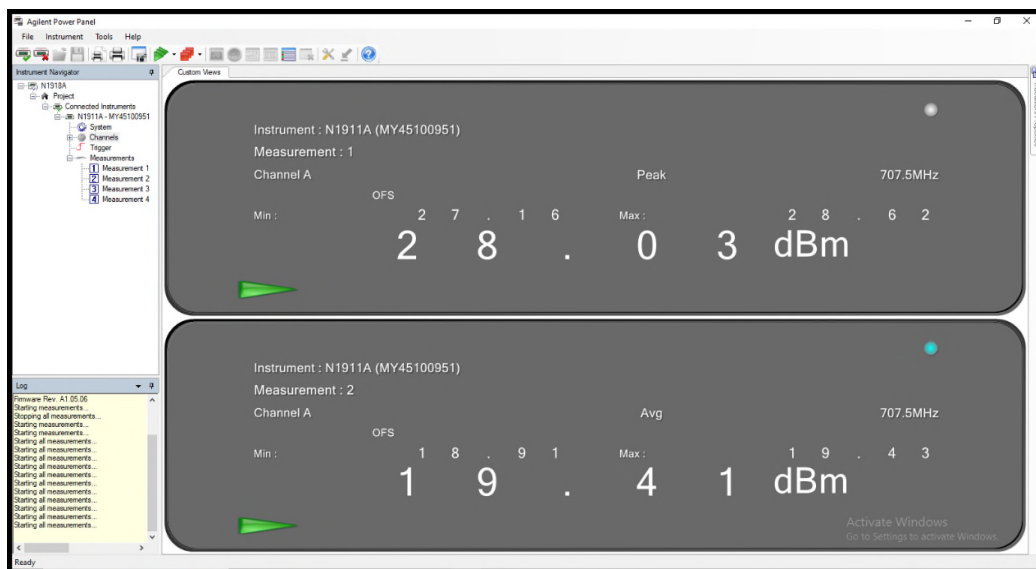 Agilent Power Panel
File Instrument Tools Help
Instrument Navigator
N1918A
Project
Connected Instruments
N1911A - MY45100951
System
Channels
Trigger
Measurements
1 Measurement 1
2 Measurement 2
3 Measurement 3
4 Measurement 4
Custom Views
Instrument : N1911A (MY45100951)
Measurement : 1
Channel A Peak 707.5MHz
OFS
Min : 27.16 Max : 28.62
28.03 dBm
Instrument : N1911A (MY45100951)
Measurement : 2
Channel A Avg 707.5MHz
OFS
Min : 18.91 Max : 19.43
19.41 dBm
Activate Windows
Go to Settings to activate Windows.
Log
Firmware Rev. A1.05.06
Starting measurements...
Stopping all measurements...
Starting measurements...
Starting measurements...
Starting all measurements...
Starting all measurements...
Starting all measurements...
Starting all measurements...
Starting all measurements...
Starting all measurements...
Starting all measurements...
Starting all measurements...
Starting all measurements...
Starting all measurements...
Starting all measurements...
Ready